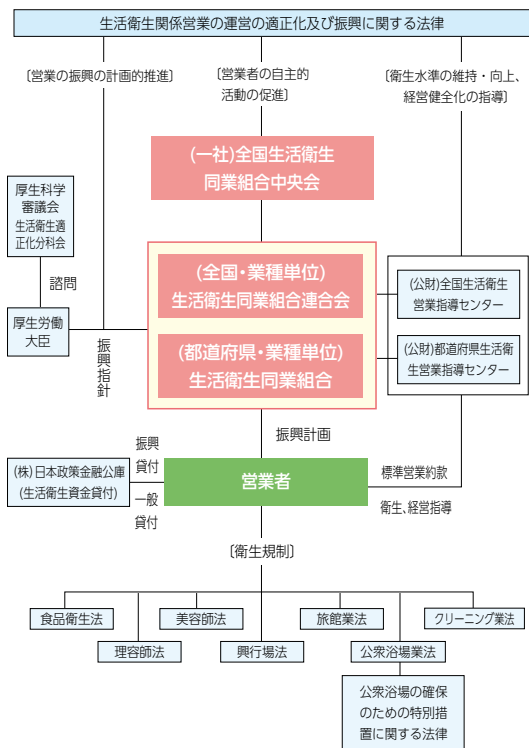 生活衛生関係営業の運営の適正化及び振興に関する法律
〔営業の振興の計画的推進〕
〔営業者の自主的
活動の促進〕
〔衛生水準の維持・向上、
経営健全化の指導〕
(一社)全国生活衛生
同業組合中央会
厚生科学
審議会
生活衛生適
正化分科会
諮問
厚生労働
大臣
振興指針
(全国・業種単位)
生活衛生同業組合連合会
(都道府県・業種単位)
生活衛生同業組合
(公財)全国生活衛生
営業指導センター
(公財)都道府県生活衛
生営業指導センター
振興計画
(株)日本政策金融公庫
(生活衛生資金貸付)
振興
貸付
一般
貸付
営業者
標準営業約款
衛生、経営指導
〔衛生規制〕
食品衛生法
美容師法
旅館業法
クリーニング業法
理容師法
興行場法
公衆浴場業法
公衆浴場の確保
のための特別措
置に関する法律